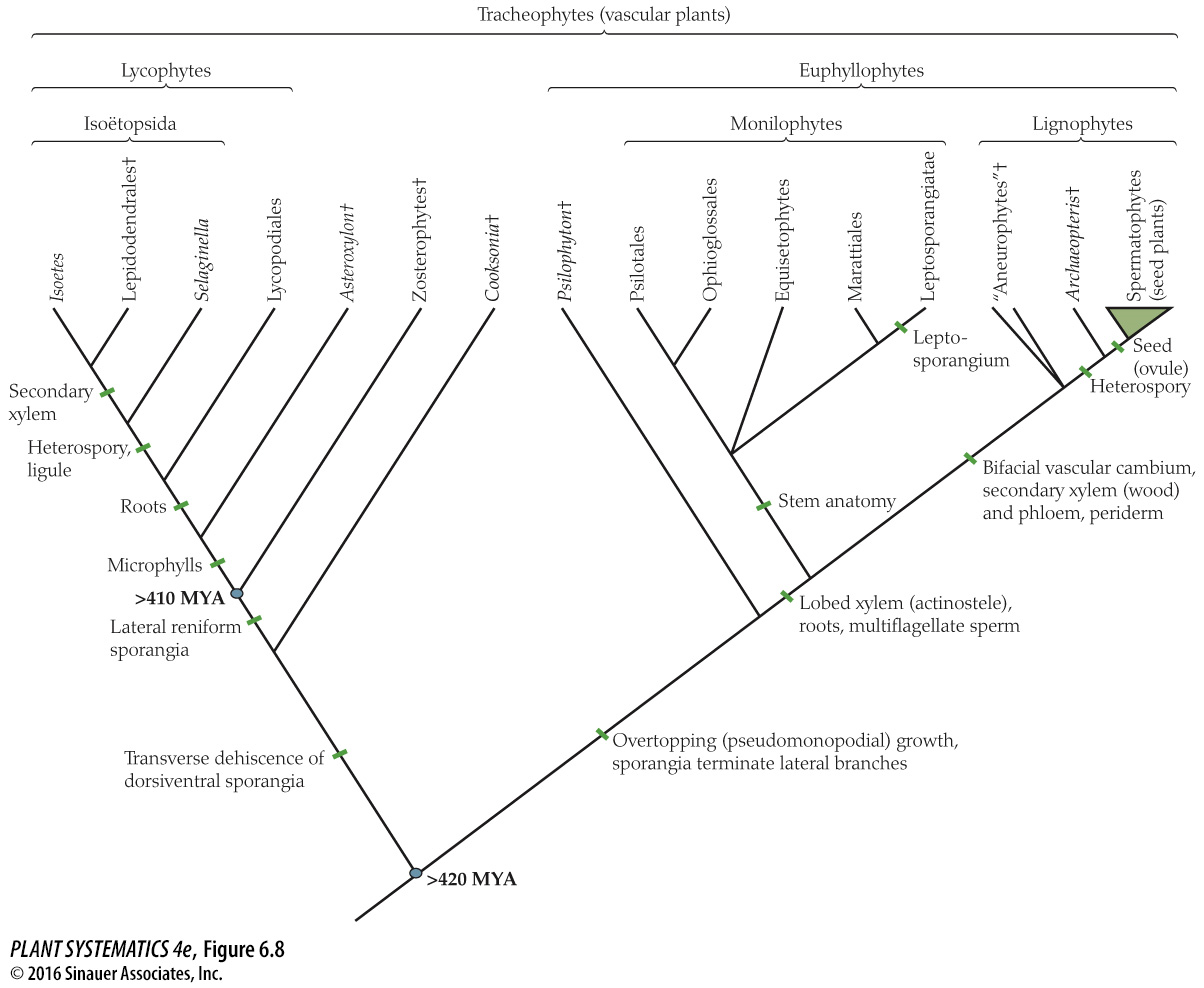 Tracheophytes (vascular plants)
Lycophytes
Euphyllophytes
Isoëtopsida
Monilophytes
Lignophytes
Isoetes
Lepidodendrales†
Selaginella
Lycopodiales
Asteroxylon†
Zosterophytes†
Cooksonia†
Psilophyton†
Psilotales
Ophioglossales
Equisetophytes
Marattiales
Leptosporangiatae
“Aneurophytes”†
Archaeopteris†
Spermatophytes
(seed plants)
Lepto-
sporangium
Seed
(ovule)
Heterospory
Secondary
xylem
Heterospory,
ligule
Bifacial vascular cambium,
secondary xylem (wood)
and phloem, periderm
Roots
Stem anatomy
Microphylls
>410 MYA
Lateral reniform
sporangia
Lobed xylem (actinostele),
roots, multiflagellate sperm
Transverse dehiscence of
dorsiventral sporangia
Overtopping (pseudomonopodial) growth,
sporangia terminate lateral branches
>420 MYA
PLANT SYSTEMATICS 4e, Figure 6.8
© 2016 Sinauer Associates, Inc.